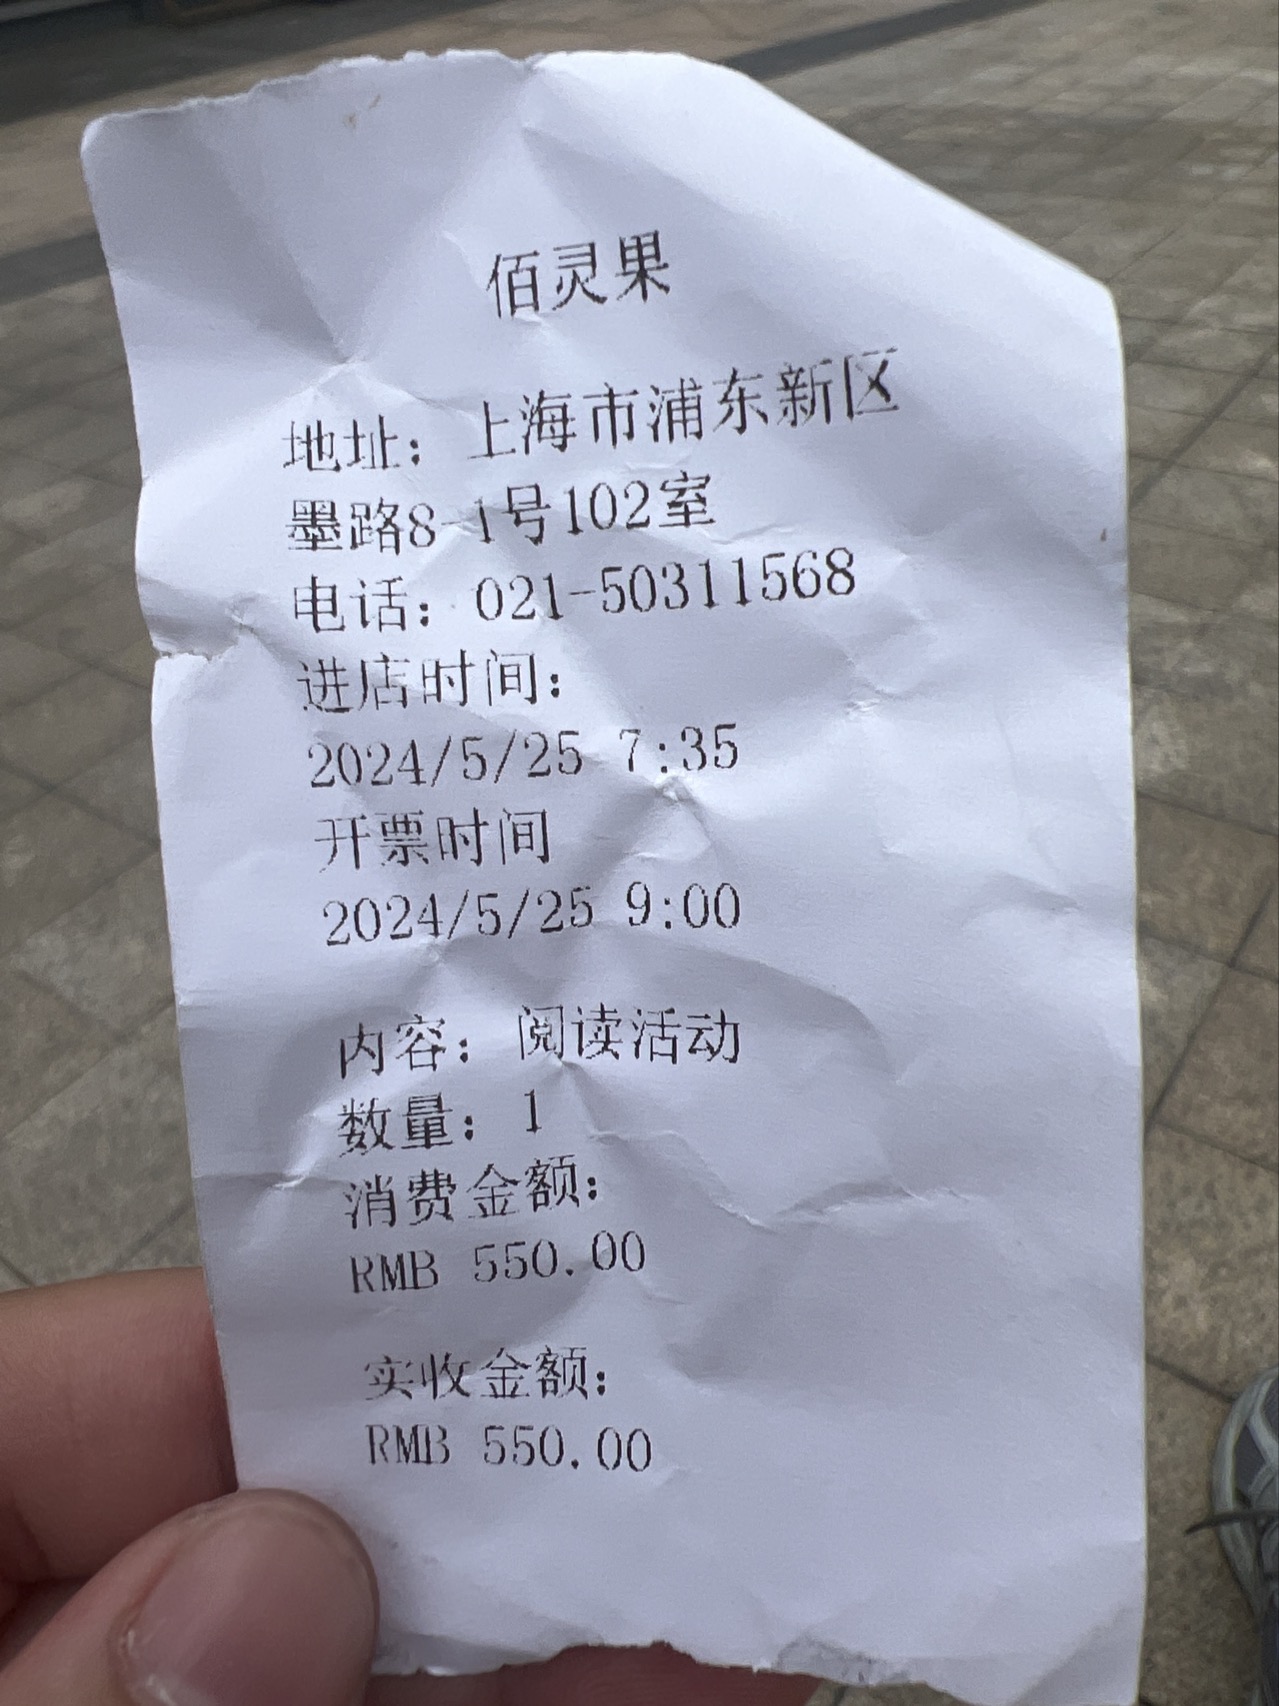 佰灵果
地址：上海市浦东新区
墨路8-1号102室
电话：021-50311568
进店时间：
2024/5/25 7:35
开票时间
2024/5/25 9:00
内容：阅读活动
数量：1
消费金额：
RMB 550.00
实收金额：
RMB 550.00